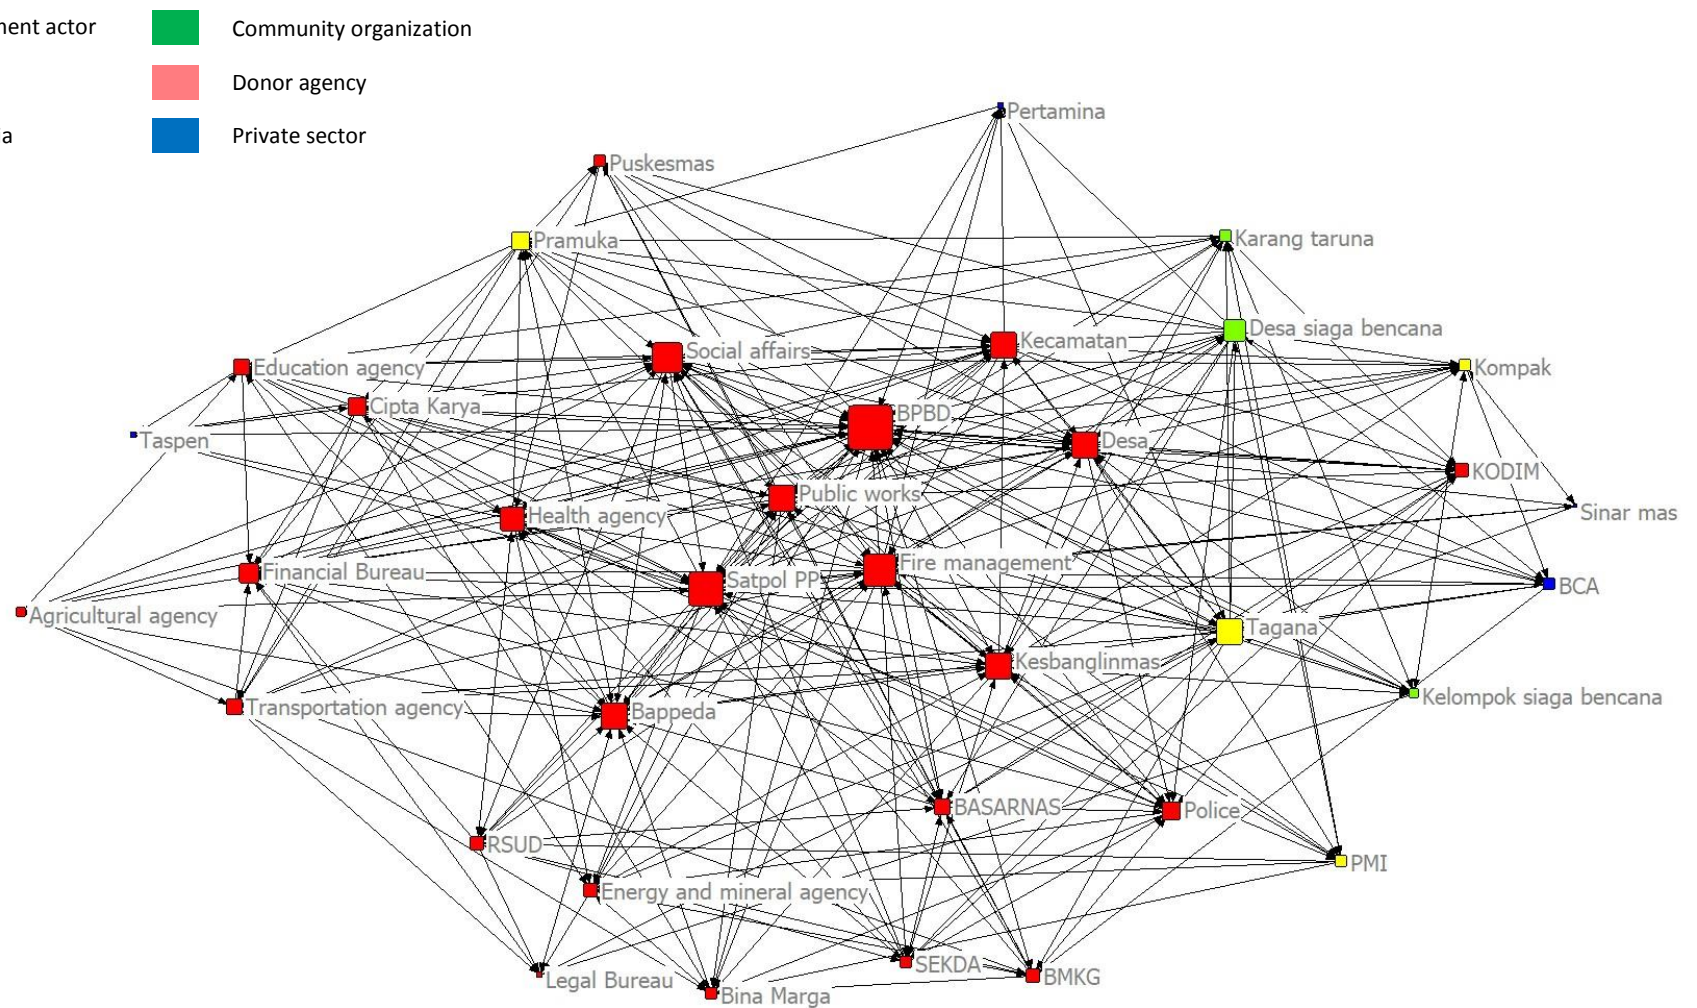 ment actor
Community organization
Donor agency
ia
Private sector
Pertamina
Puskesmas
Pramuka
Karang taruna
Desa siaga bencana
Kecamatan
Social affairs
Education agency
Kompak
Cipta Karya
BPBD
Taspen
Desa
KODIM
Public works
Sinar mas
Health agency
Fire management
Financial Bureau
Satpol PP
BCA
Agricultural agency
Tagana
Kesbanglinmas
Kelompok siaga bencana
Transportation agency
Bappeda
BASARNAS
Police
RSUD
PMI
Energy and mineral agency
SEKDA
BMKG
Legal Bureau
Bina Marga